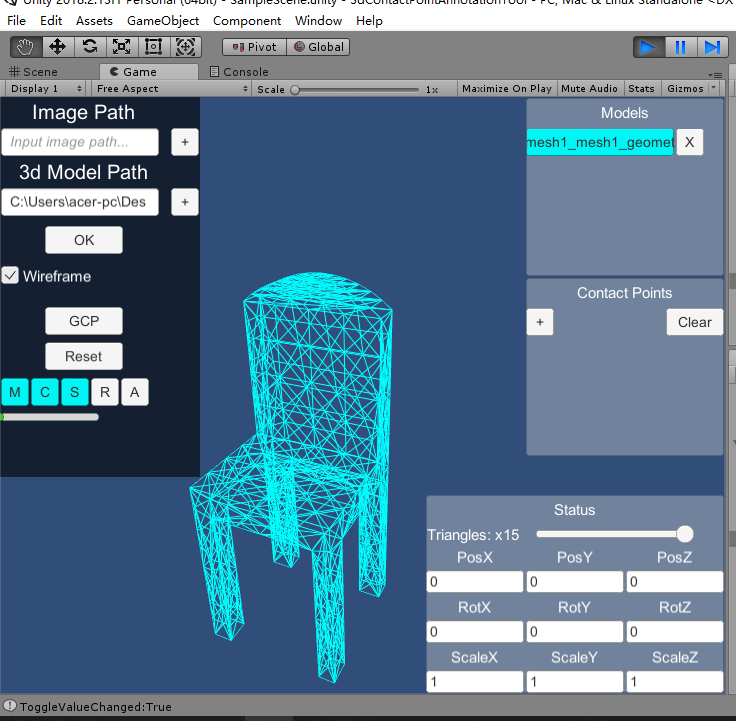 Unity 2018.2.15f1 Personal (64bit) - SampleScene.unity - 3dContactPointAnnotationTool - PC, Mac & Linux Standalone <DX
File Edit Assets GameObject Component Window Help
Pivot Global
Scene Game Console
Display 1 Free Aspect Scale 1x Maximize On Play Mute Audio Stats Gizmos
Image Path
Input image path...
+
3d Model Path
C:\Users\acer-pc\Des
+
OK
Wireframe
GCP
Reset
M C S R A
Models
mesh1_mesh1_geomet X
Contact Points
+ Clear
Status
Triangles: x15
PosX PosY PosZ
0 0 0
RotX RotY RotZ
0 0 0
ScaleX ScaleY ScaleZ
1 1 1
ToggleValueChanged:True